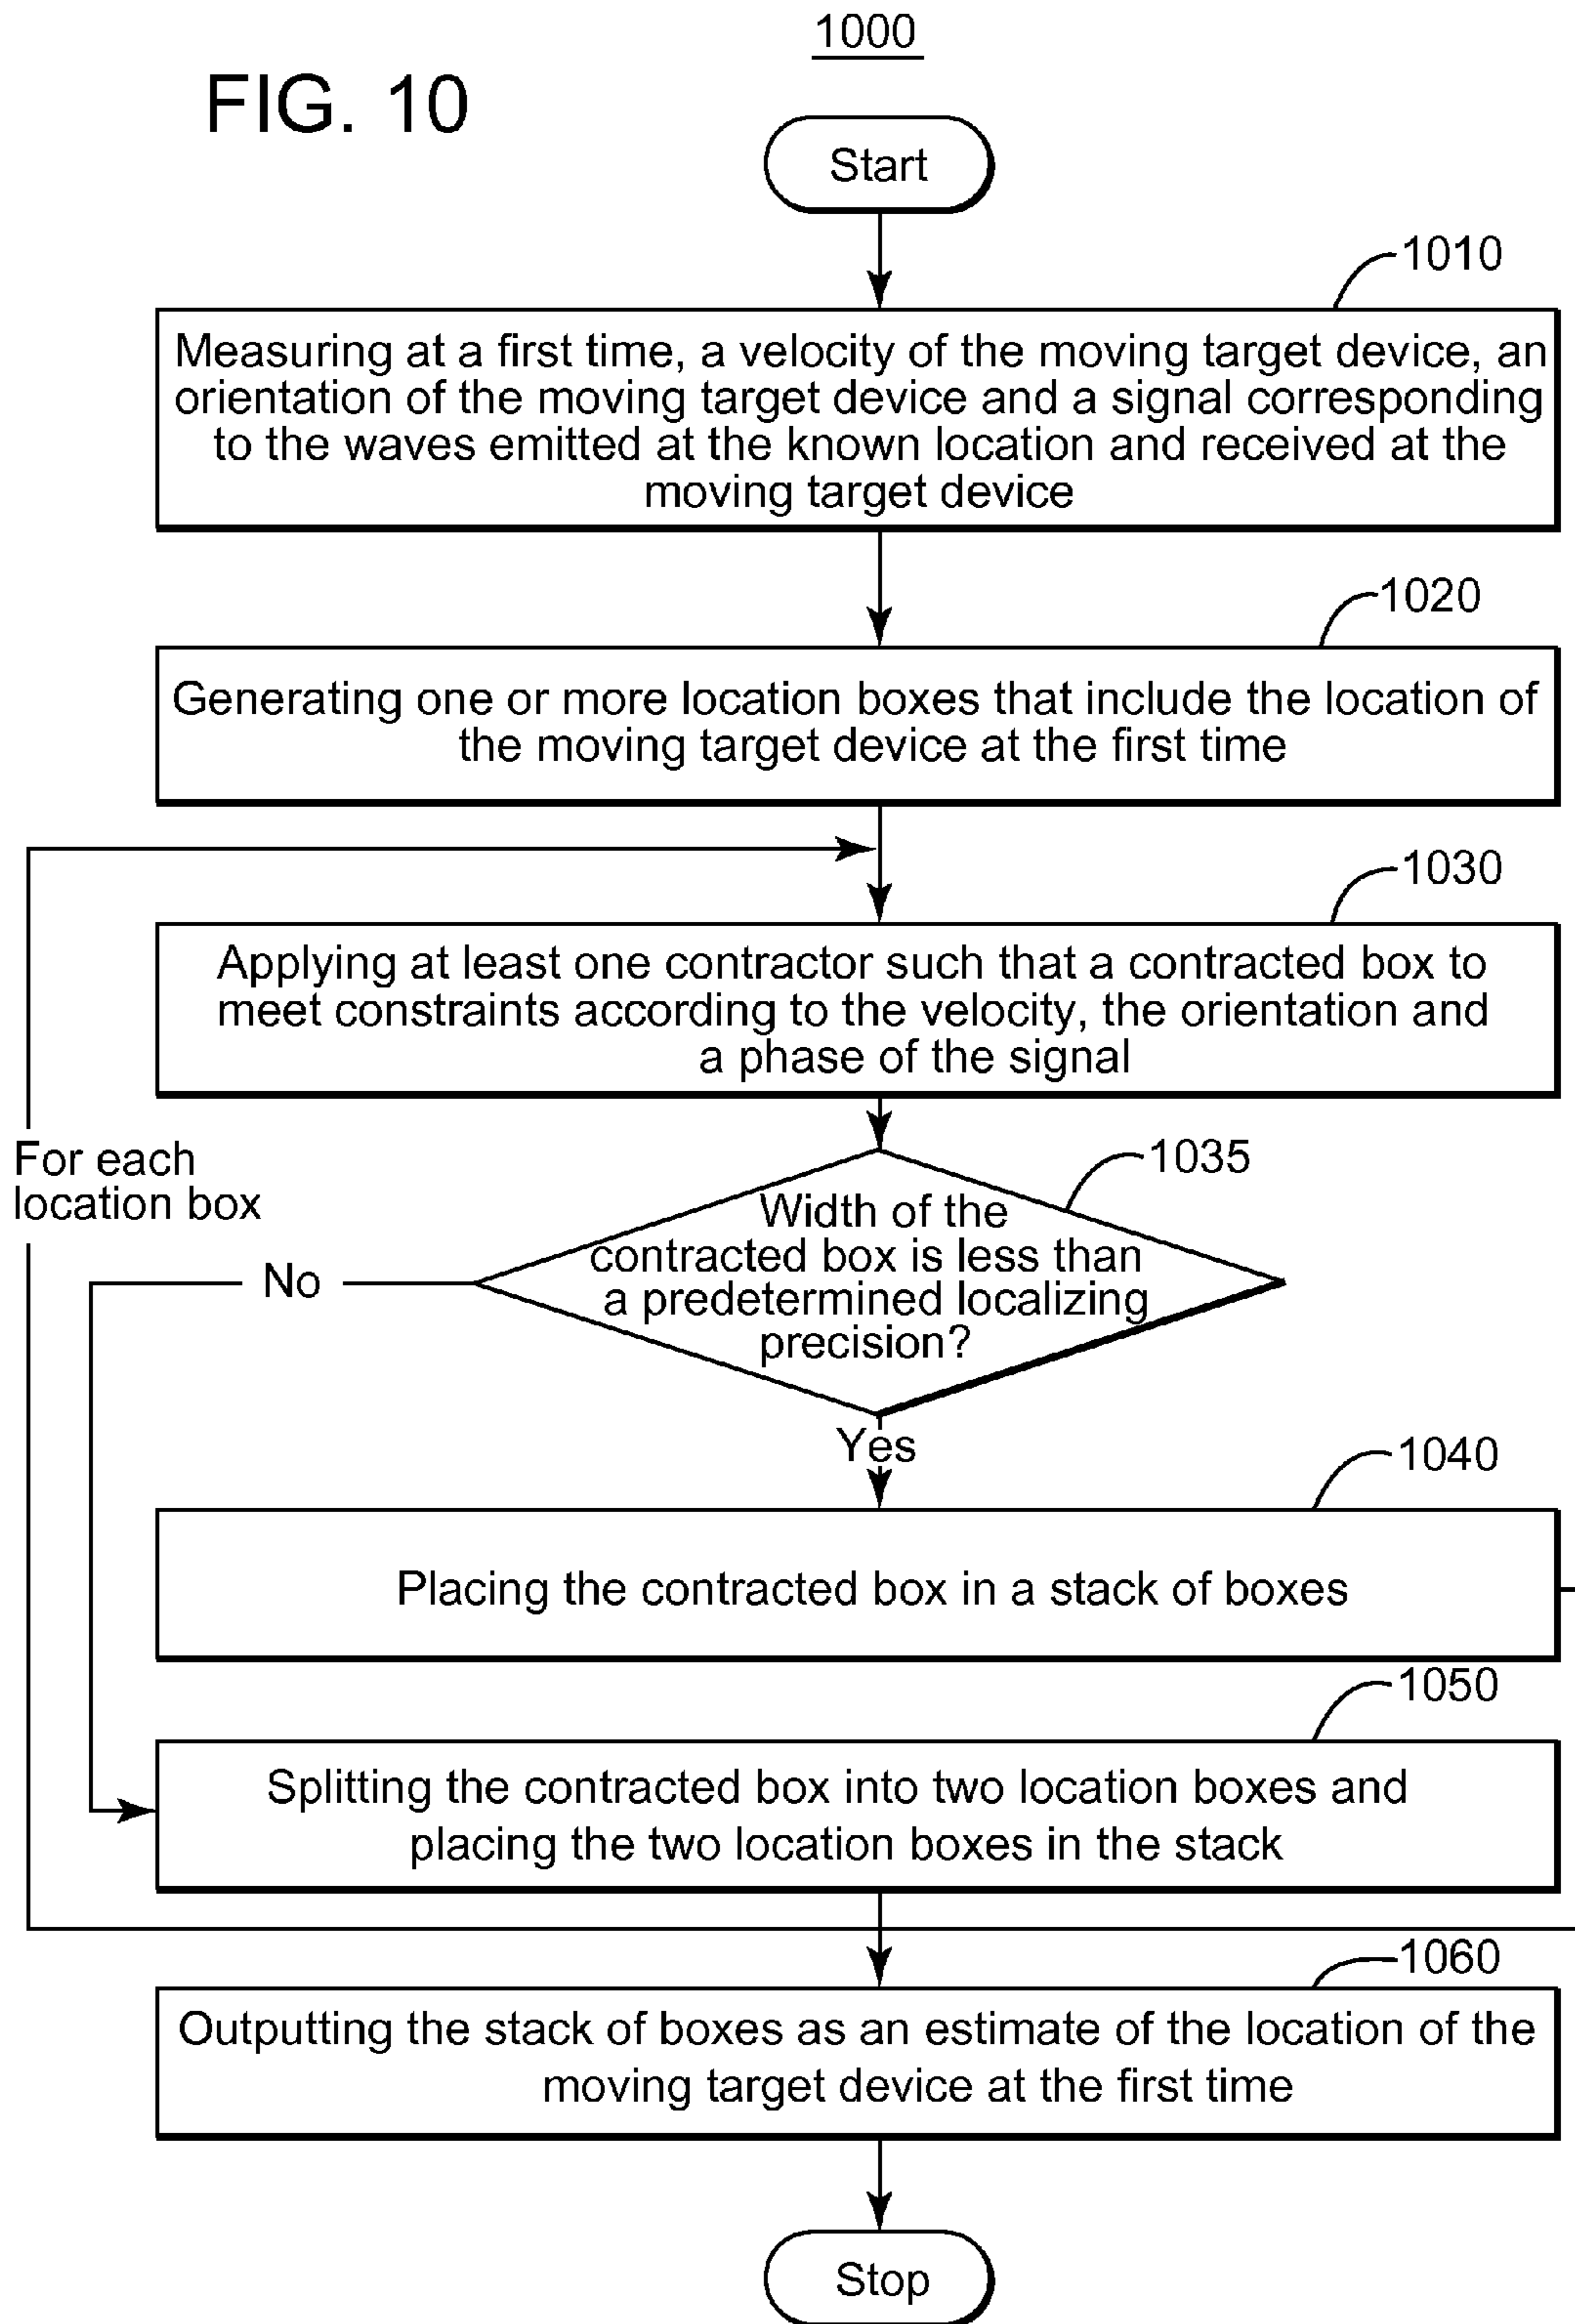 1000
FIG. 10
Start
1010
Measuring at a first time, a velocity of the moving target device, an
orientation of the moving target device and a signal corresponding
to the waves emitted at the known location and received at the
moving target device
1020
Generating one or more location boxes that include the location of
the moving target device at the first time
1030
Applying at least one contractor such that a contracted box to
meet constraints according to the velocity, the orientation and
a phase of the signal
For each
location box
1035
Width of the
contracted box is less than
a predetermined localizing
precision?
No
Yes
1040
Placing the contracted box in a stack of boxes
1050
Splitting the contracted box into two location boxes and
placing the two location boxes in the stack
1060
Outputting the stack of boxes as an estimate of the location of the
moving target device at the first time
Stop